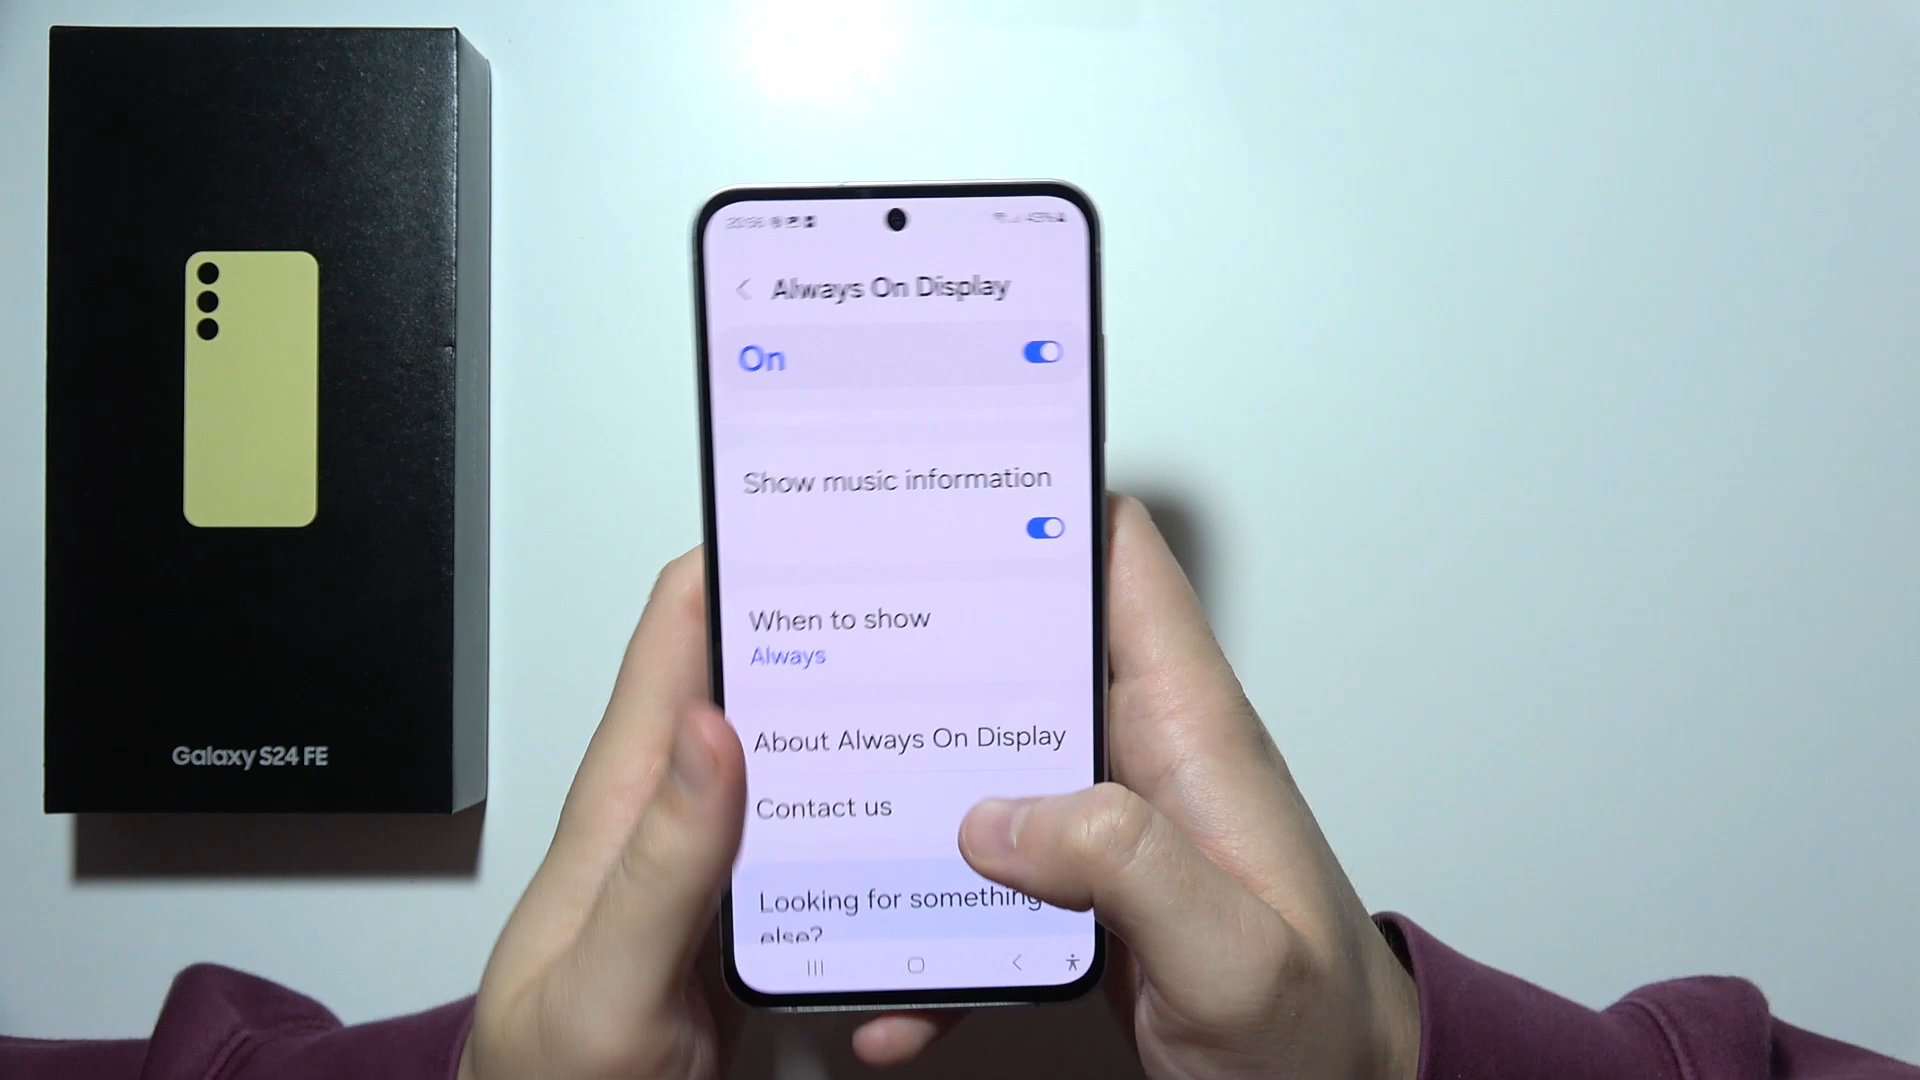 Galaxy S24 FE
Always On Display
On
Show music information
When to show
Always
About Always On Display
Contact us
Looking for something
else?